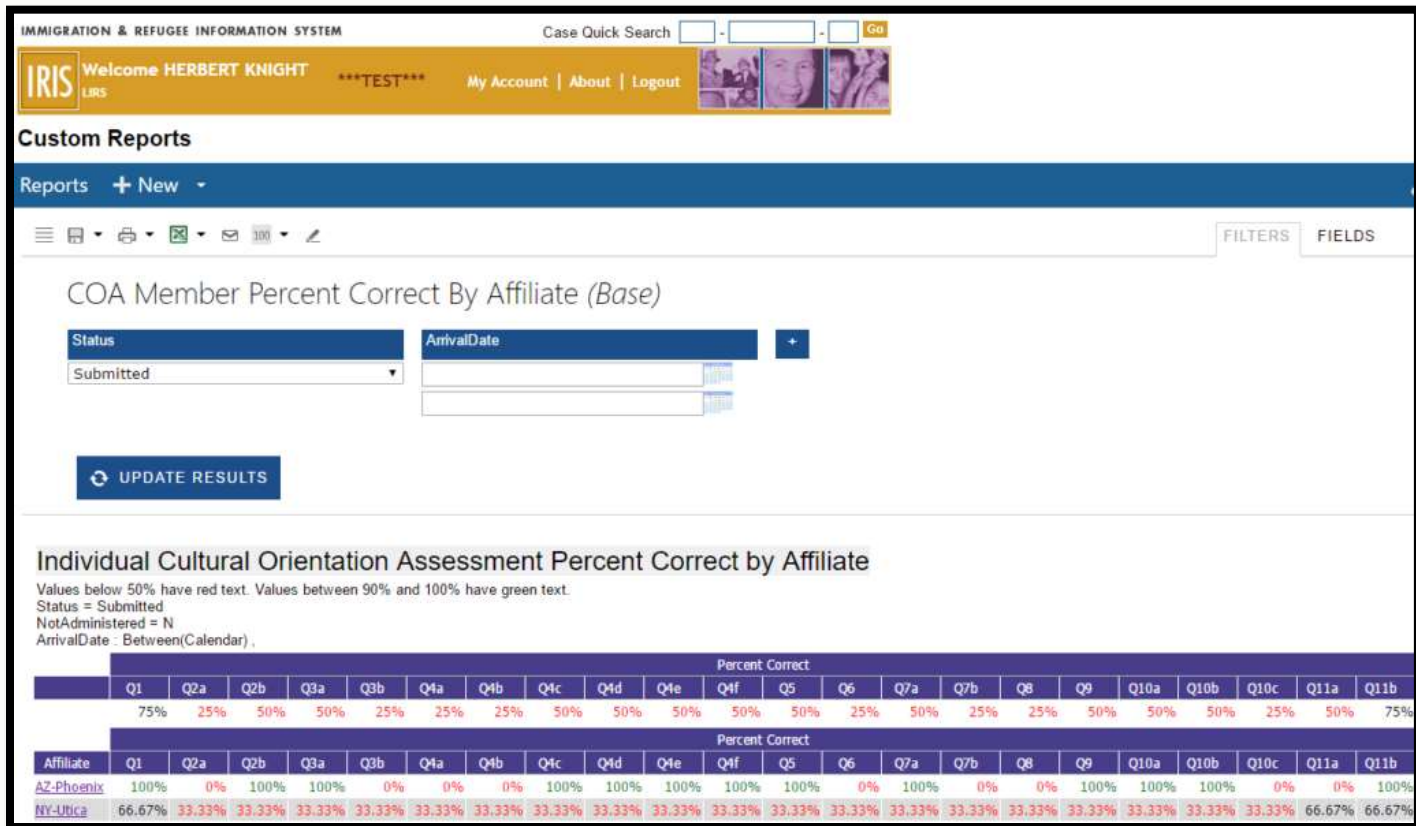 IMMIGRATION & REFUGEE INFORMATION SYSTEM Case Quick Search - - Go
IRIS Welcome HERBERT KNIGHT ***TEST*** My Account | About | Logout
LIRS
Custom Reports
Reports + New
100 FILTERS FIELDS
COA Member Percent Correct By Affiliate (Base)
Status ArrivalDate +
Submitted
UPDATE RESULTS
Individual Cultural Orientation Assessment Percent Correct by Affiliate
Values below 50% have red text. Values between 90% and 100% have green text.
Status = Submitted
NotAdministered = N
ArrivalDate : Between(Calendar) ,
Percent Correct
Q1 Q2a Q2b Q3a Q3b Q4a Q4b Q4c Q4d Q4e Q4f Q5 Q6 Q7a Q7b Q8 Q9 Q10a Q10b Q10c Q11a Q11b
75% 25% 50% 50% 25% 25% 25% 50% 50% 50% 50% 50% 25% 50% 25% 25% 50% 50% 50% 25% 50% 75%
Percent Correct
Affiliate Q1 Q2a Q2b Q3a Q3b Q4a Q4b Q4c Q4d Q4e Q4f Q5 Q6 Q7a Q7b Q8 Q9 Q10a Q10b Q10c Q11a Q11b
AZ-Phoenix 100% 0% 100% 100% 0% 0% 0% 100% 100% 100% 100% 100% 0% 100% 0% 0% 100% 100% 100% 0% 0% 100%
NY-Utica 66.67% 33.33% 33.33% 33.33% 33.33% 33.33% 33.33% 33.33% 33.33% 33.33% 33.33% 33.33% 33.33% 33.33% 33.33% 33.33% 33.33% 33.33% 33.33% 33.33% 66.67% 66.67%